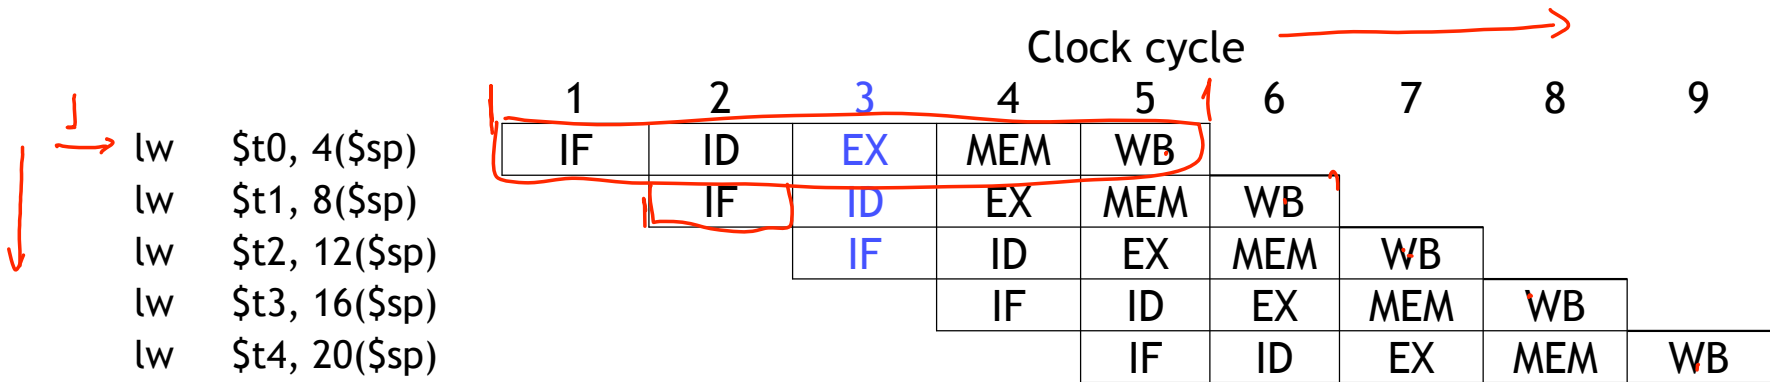 Clock cycle
1 2 3 4 5 6 7 8 9
1
lw $t0, 4($sp) IF ID EX MEM WB
lw $t1, 8($sp) IF ID EX MEM WB
lw $t2, 12($sp) IF ID EX MEM WB
lw $t3, 16($sp) IF ID EX MEM WB
lw $t4, 20($sp) IF ID EX MEM WB